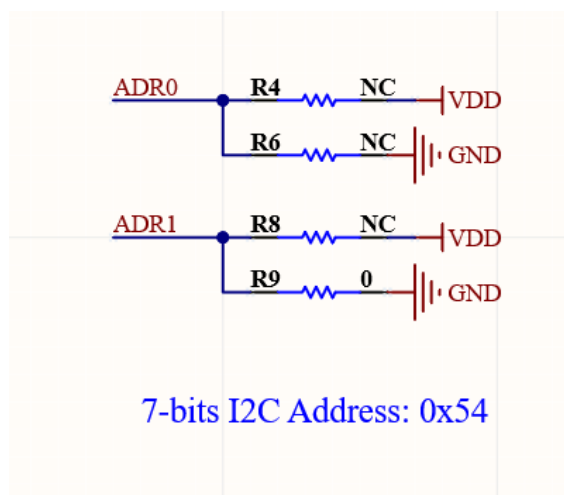 ADR0 R4 NC VDD
R6 NC GND
ADR1 R8 NC VDD
R9 0 GND
7-bits I2C Address: 0x54